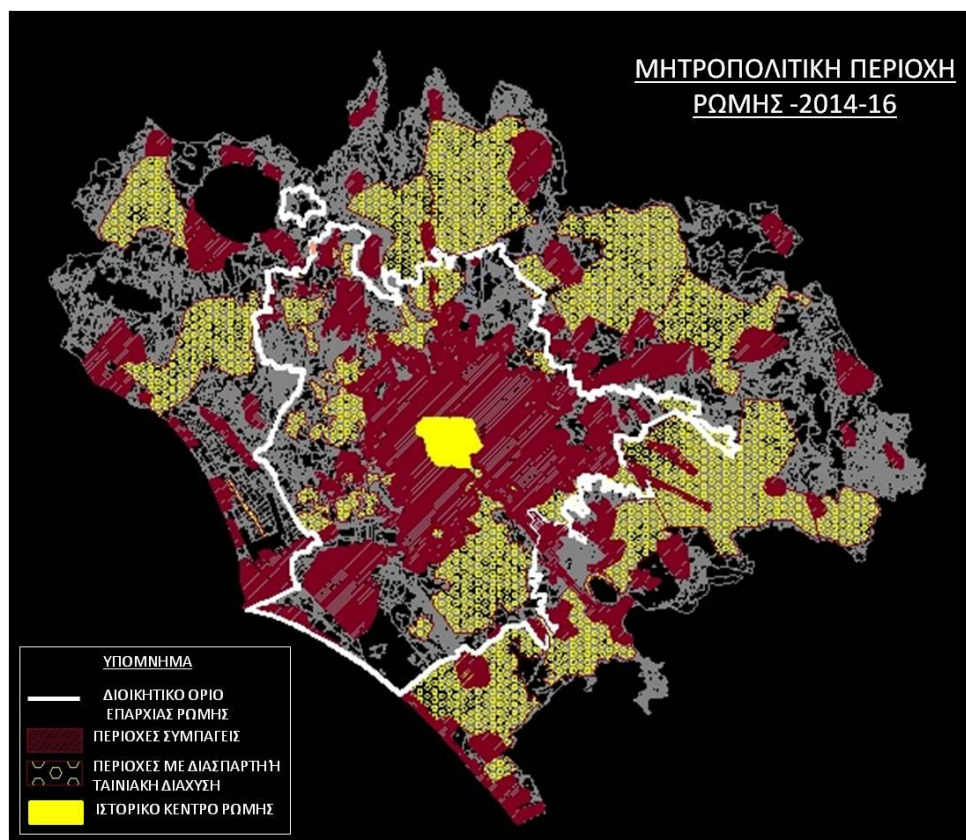 ΜΗΤΡΟΠΟΛΙΤΙΚΗ ΠΕΡΙΟΧΗ
ΡΩΜΗΣ -2014-16
ΥΠΟΜΝΗΜΑ
ΔΙΟΙΚΗΤΙΚΟ ΟΡΙΟ
ΕΠΑΡΧΙΑΣ ΡΩΜΗΣ
ΠΕΡΙΟΧΕΣ ΣΥΜΠΑΓΕΙΣ
ΠΕΡΙΟΧΕΣ ΜΕ ΔΙΑΣΠΑΡΤΗ Ή
ΤΑΙΝΙΑΚΗ ΔΙΑΧΥΣΗ
ΙΣΤΟΡΙΚΟ ΚΕΝΤΡΟ ΡΩΜΗΣ